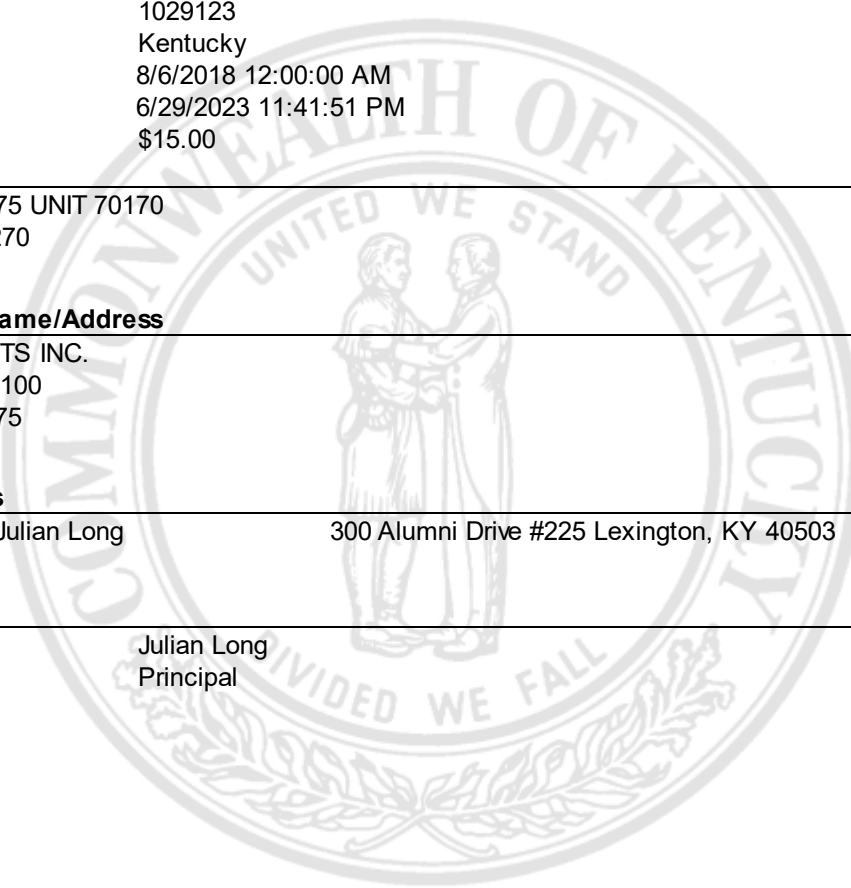 1029123
Kentucky
8/6/2018 12:00:00 AM
6/29/2023 11:41:51 PM
$15.00
75 UNIT 70170
270
ame/Address
TS INC.
100
75
s
Julian Long 300 Alumni Drive #225 Lexington, KY 40503
Julian Long
Principal
COMMONWEALTH OF KENTUCKY
UNITED WE STAND
DIVIDED WE FALL